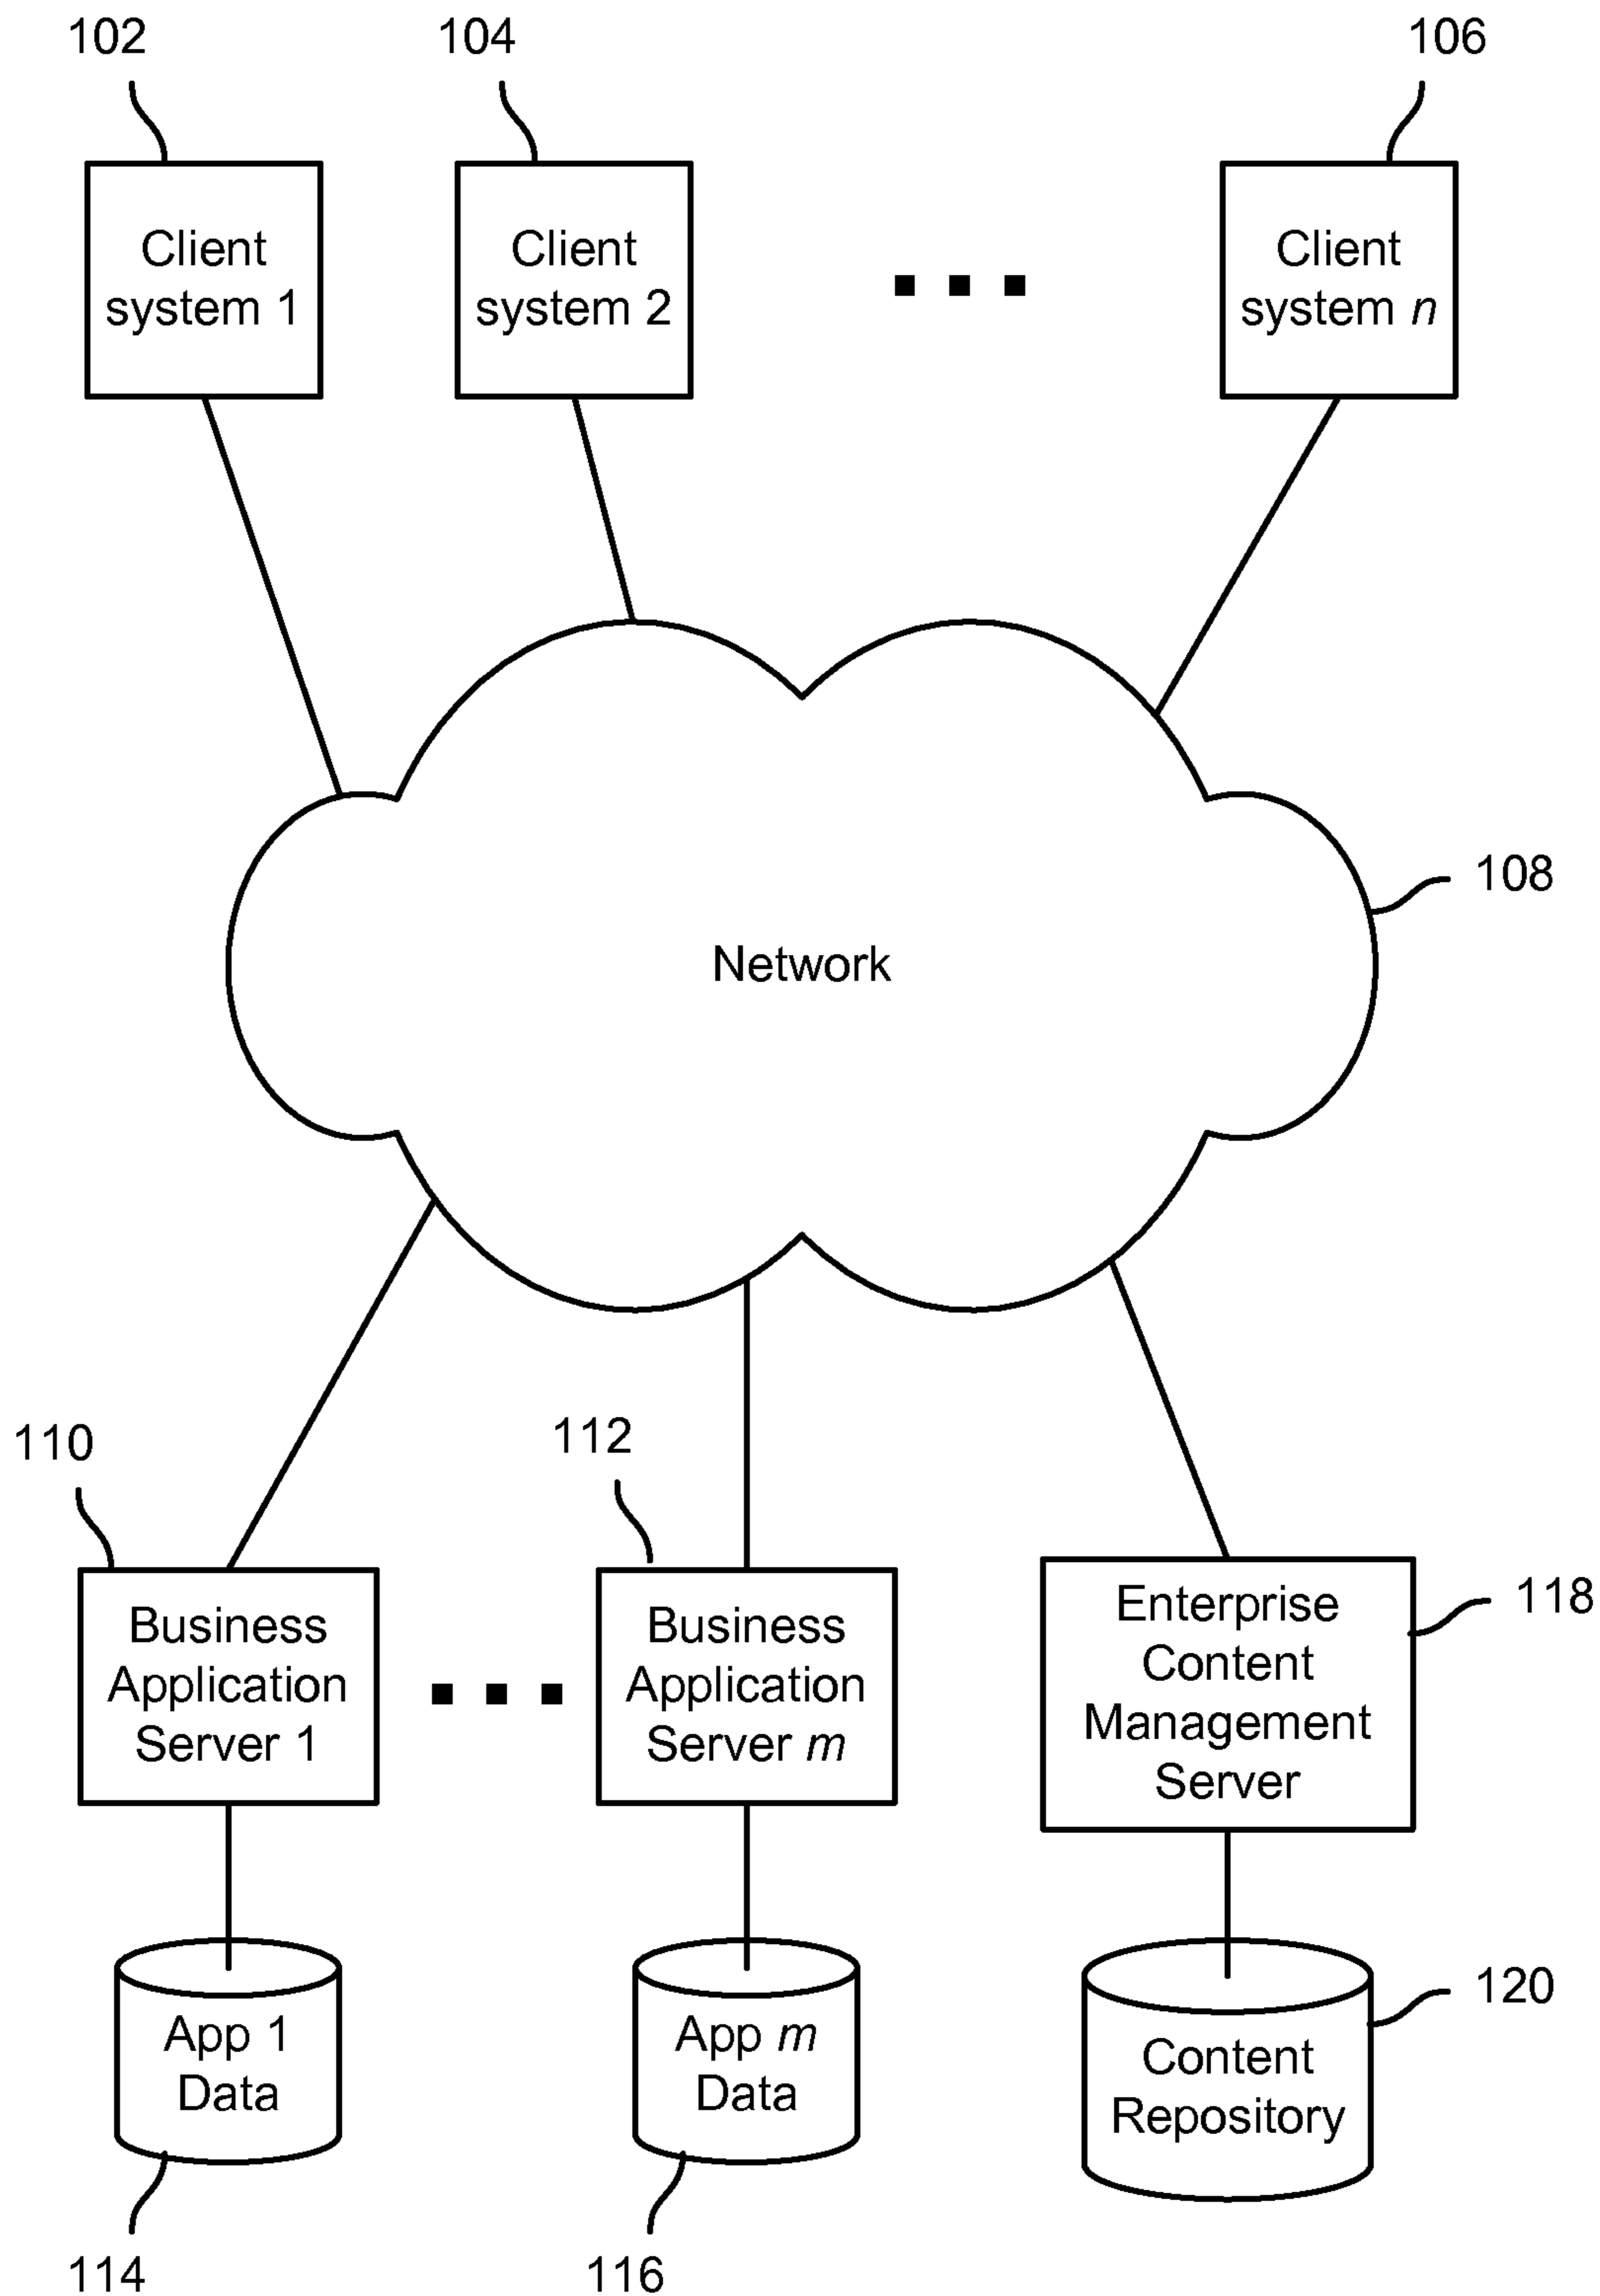 102
104
106
Client
system 1
Client
system 2
Client
system n
108
Network
110
112
Business
Application
Server 1
Business
Application
Server m
Enterprise
Content
Management
Server
118
App 1
Data
App m
Data
Content
Repository
120
114
116